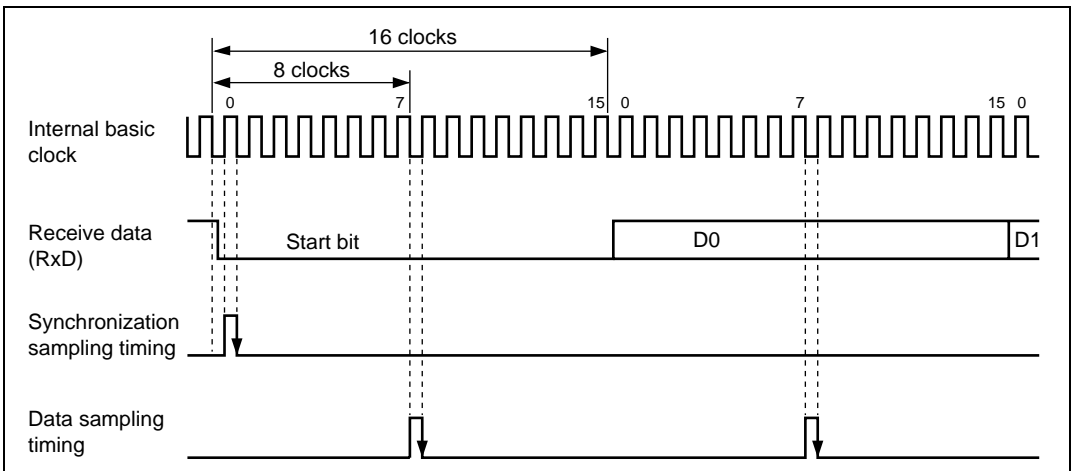 16 clocks
8 clocks
0 7 15 0 7 15 0
Internal basic
clock
Receive data
(RxD)
Start bit D0 D1
Synchronization
sampling timing
Data sampling
timing